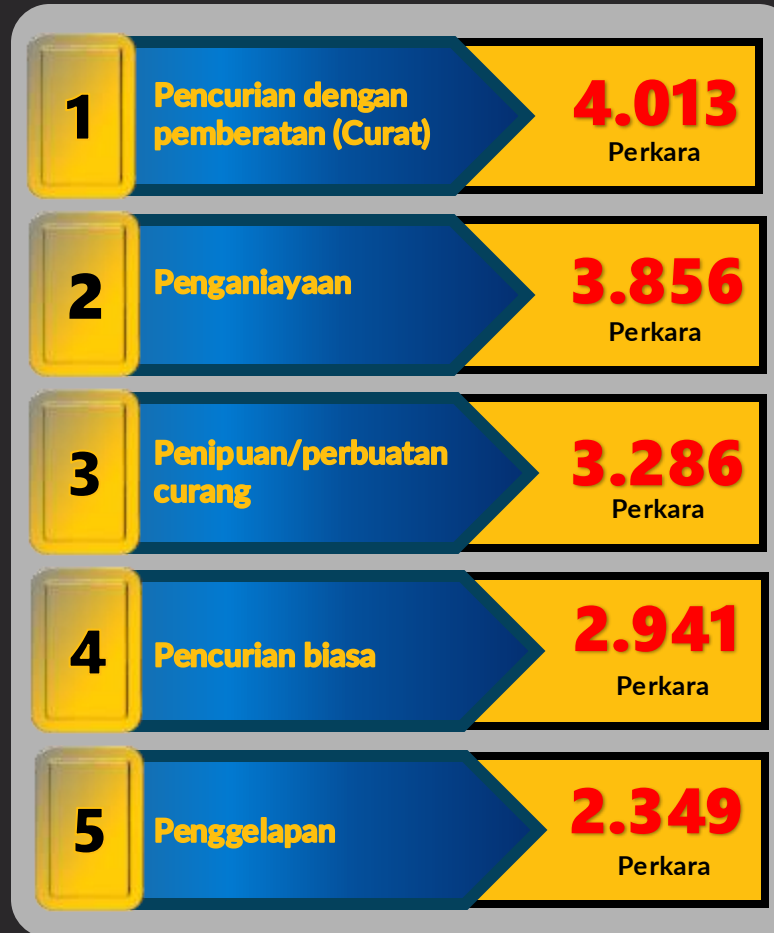 1
Pencurian dengan
pemberatan (Curat)
4.013
Perkara
2
Penganiayaan
3.856
Perkara
3
Penipuan/perbuatan
curang
3.286
Perkara
4
Pencurian biasa
2.941
Perkara
5
Penggelapan
2.349
Perkara